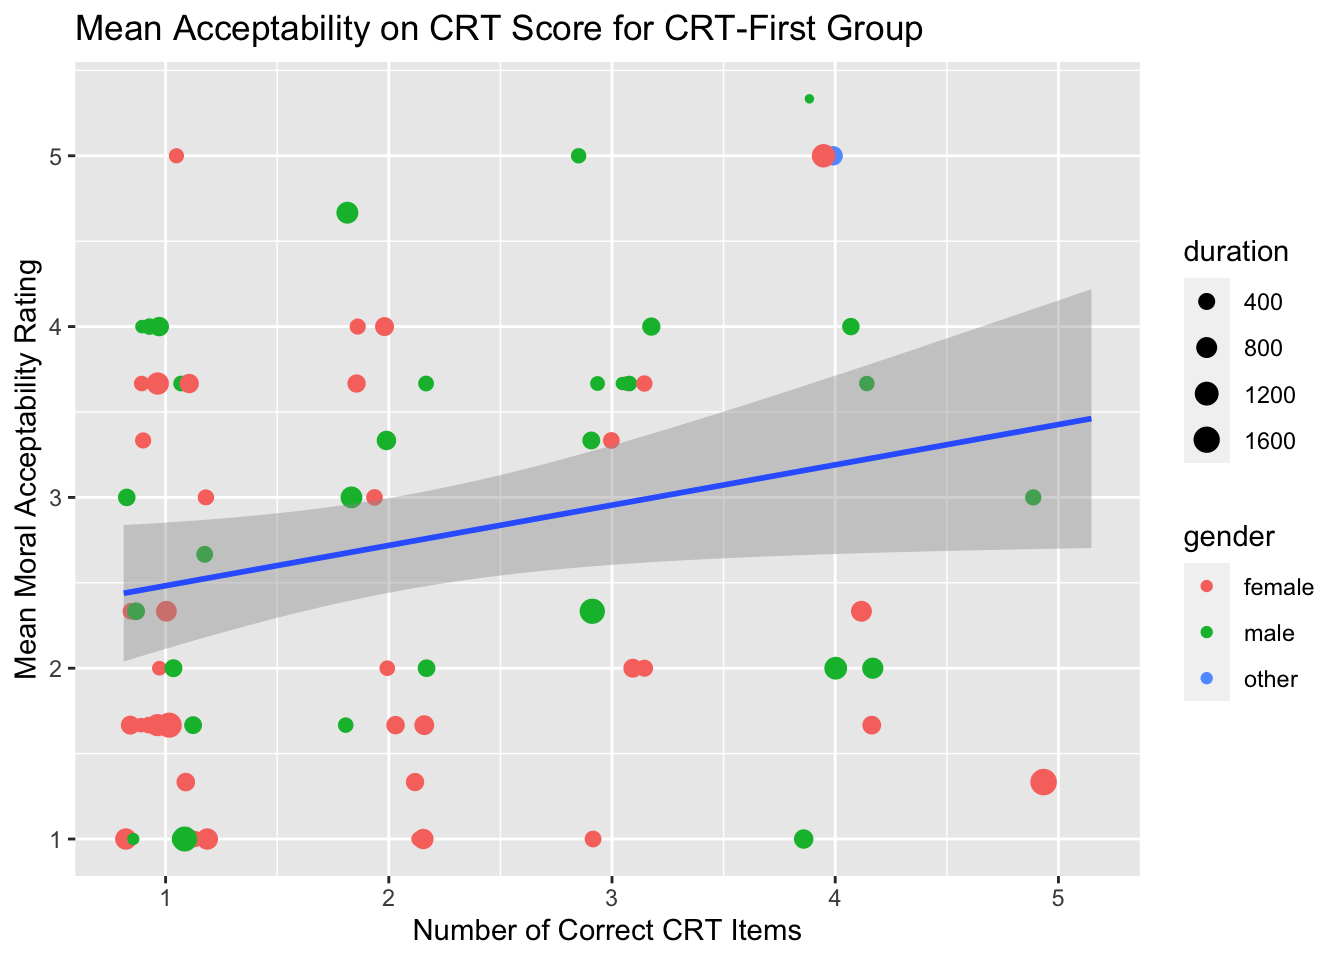 Mean Acceptability on CRT Score for CRT-First Group
Mean Moral Acceptability Rating
5
4
3
2
1
1 2 3 4 5
Number of Correct CRT Items
duration
400
800
1200
1600
gender
female
male
other